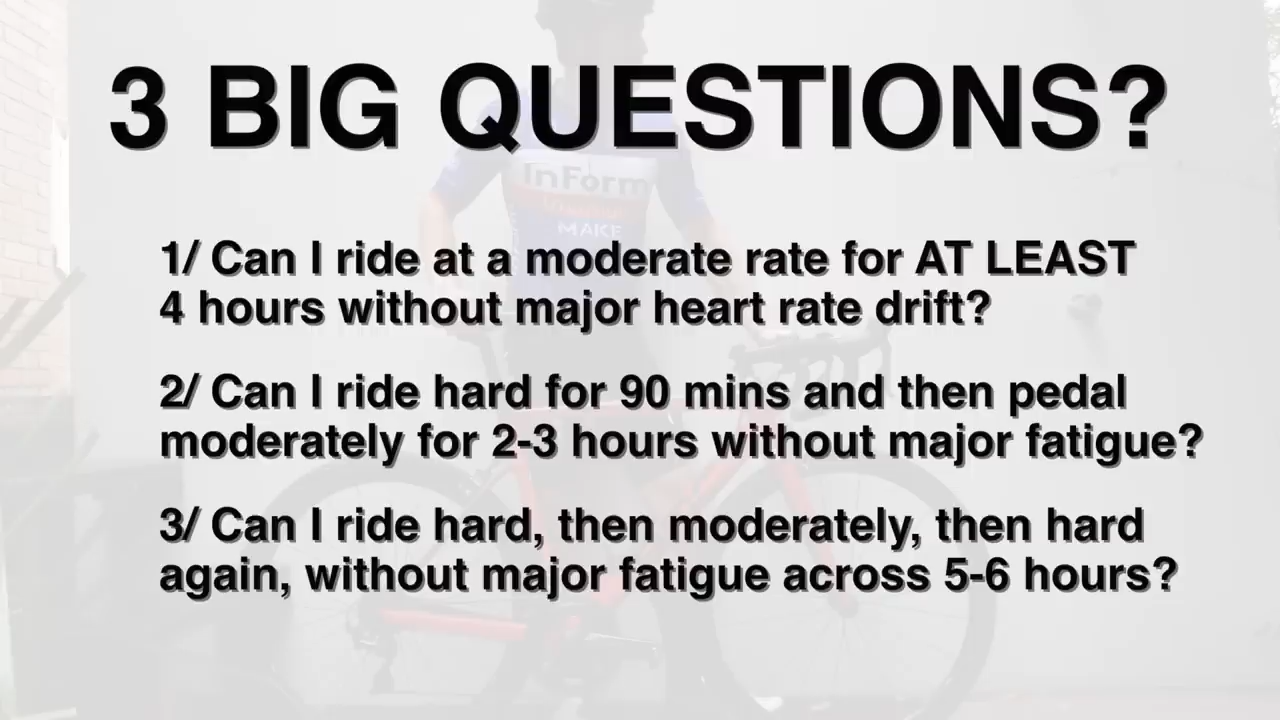 3 BIG QUESTIONS?
InForm
MAKE
1/ Can I ride at a moderate rate for AT LEAST
4 hours without major heart rate drift?
2/ Can I ride hard for 90 mins and then pedal
moderately for 2-3 hours without major fatigue?
3/ Can I ride hard, then moderately, then hard
again, without major fatigue across 5-6 hours?